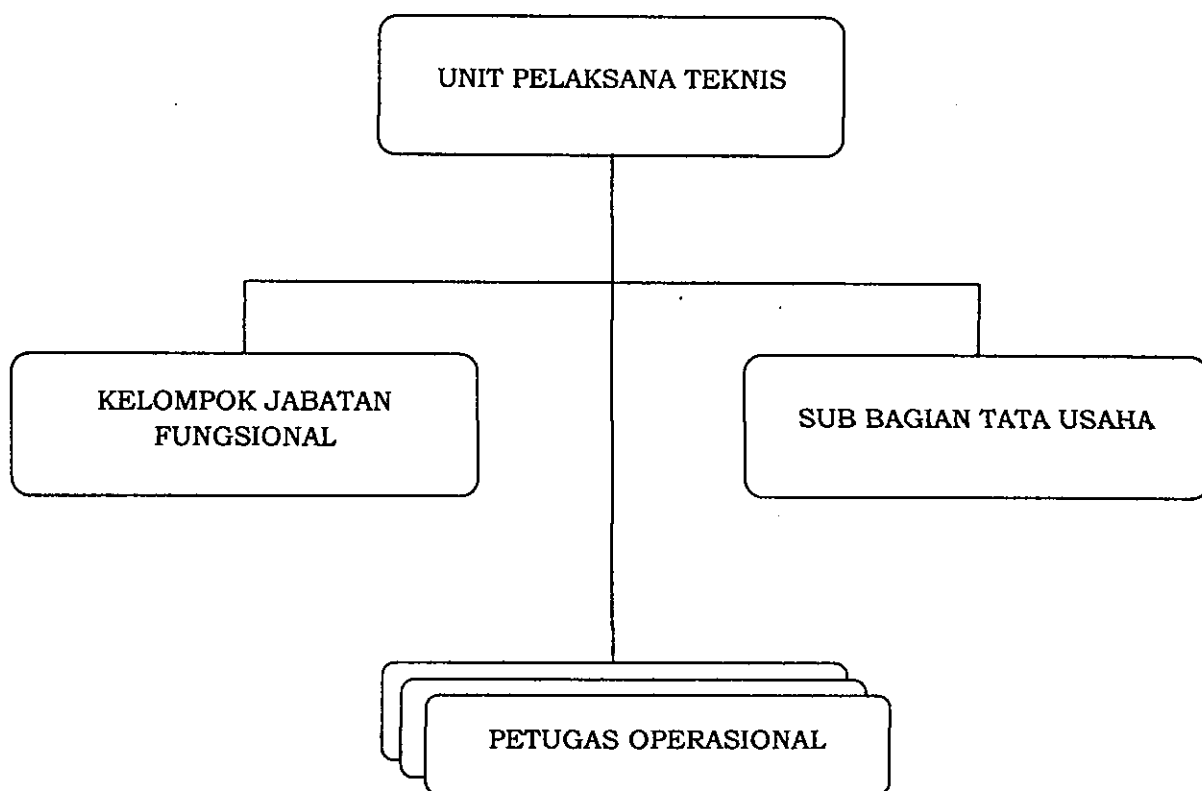 UNIT PELAKSANA TEKNIS
KELOMPOK JABATAN
FUNGSIONAL
SUB BAGIAN TATA USAHA
PETUGAS OPERASIONAL